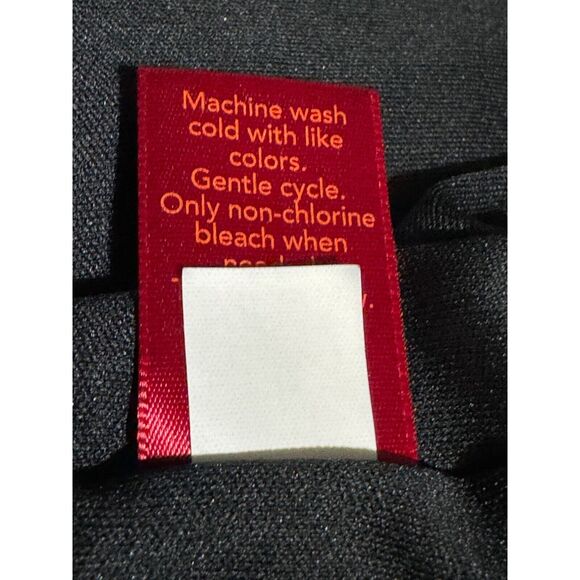 Machine wash
cold with like
colors.
Gentle cycle.
Only non-chlorine
bleach when